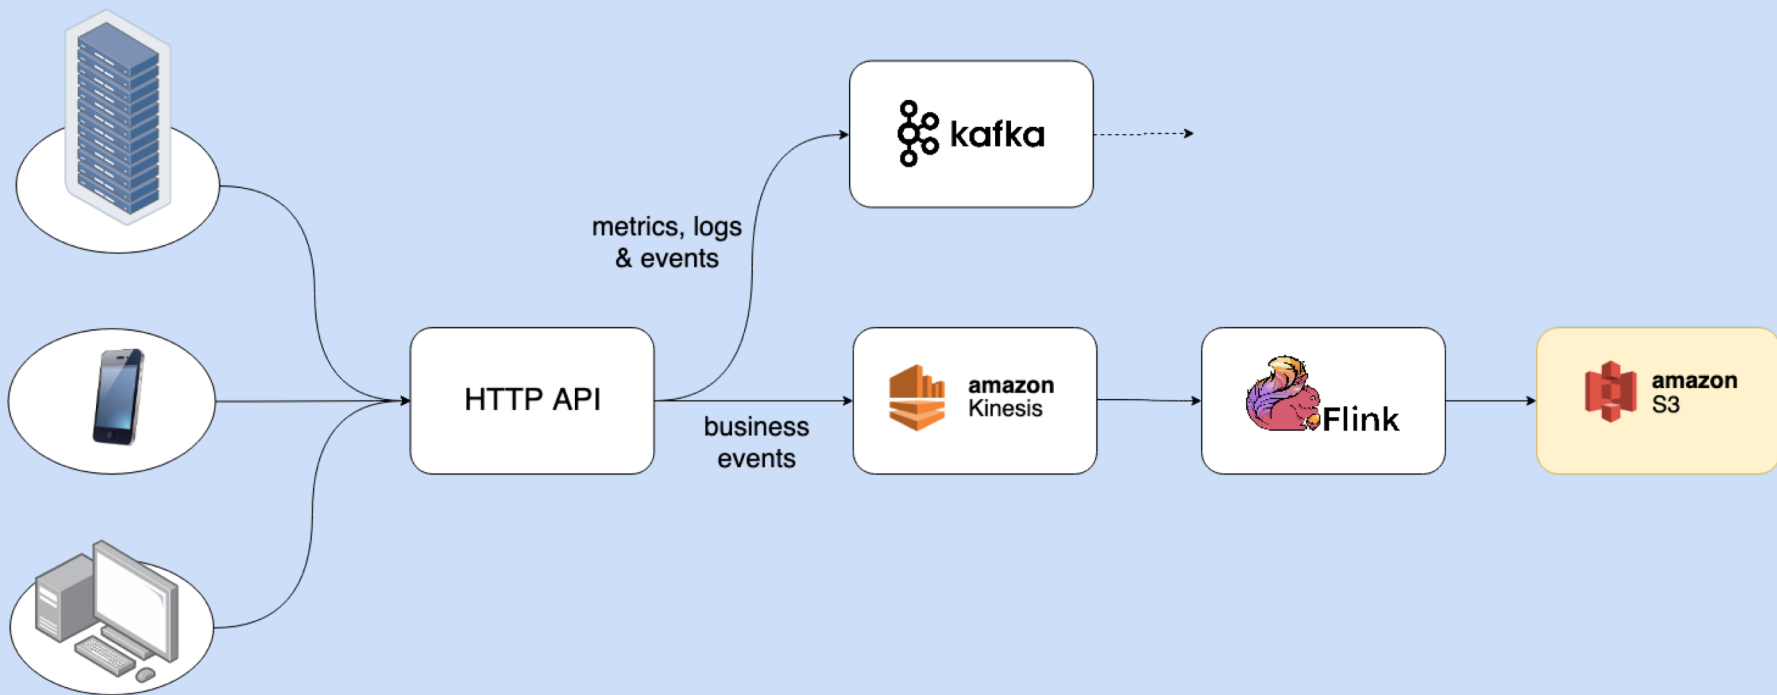 kafka
metrics, logs
& events
HTTP API
amazon
Kinesis
Flink
amazon
S3
business
events